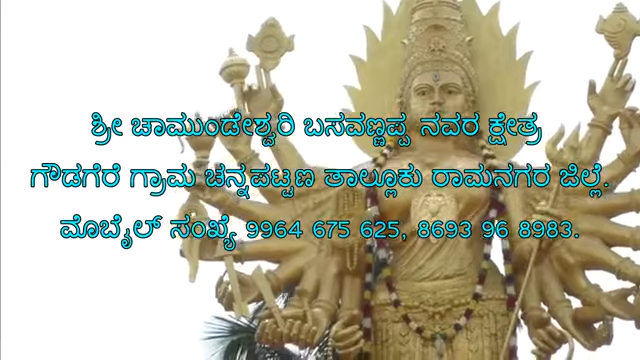 ಶ್ರೀ ಚಾಮುಂಡೇಶ್ವರಿ ಬಸವಣ್ಣಪ್ಪ ನವರ ಕ್ಷೇತ್ರ
ಗೌಡಗೆರೆ ಗ್ರಾಮ ಚನ್ನಪಟ್ಟಣ ತಾಲ್ಲೂಕು ರಾಮನಗರ ಜಿಲ್ಲೆ.
ಮೊಬೈಲ್ ಸಂಖ್ಯೆ 9964 675 625, 8693 96 8983.